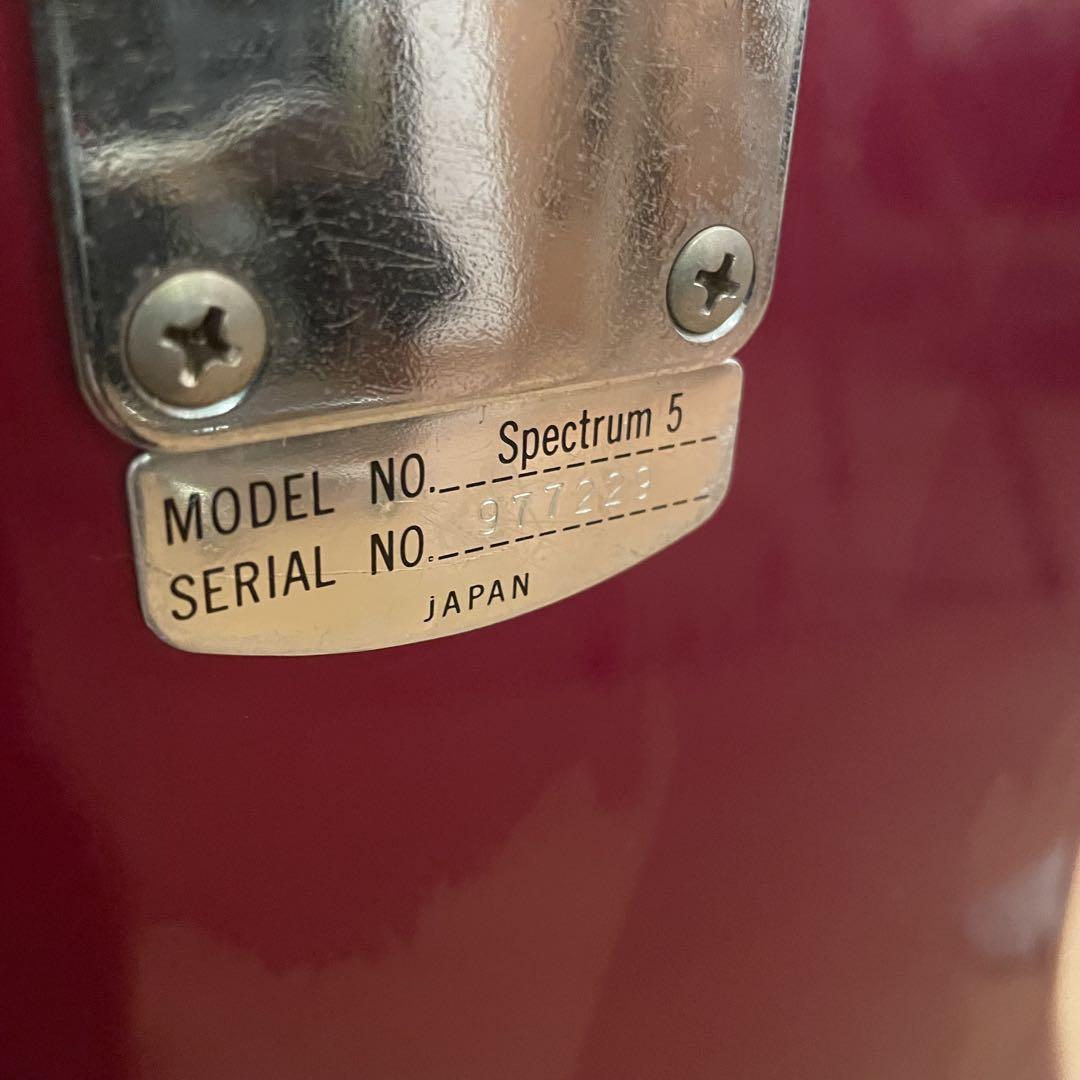 MODEL NO. Spectrum 5
SERIAL NO. 977229
jAPAN